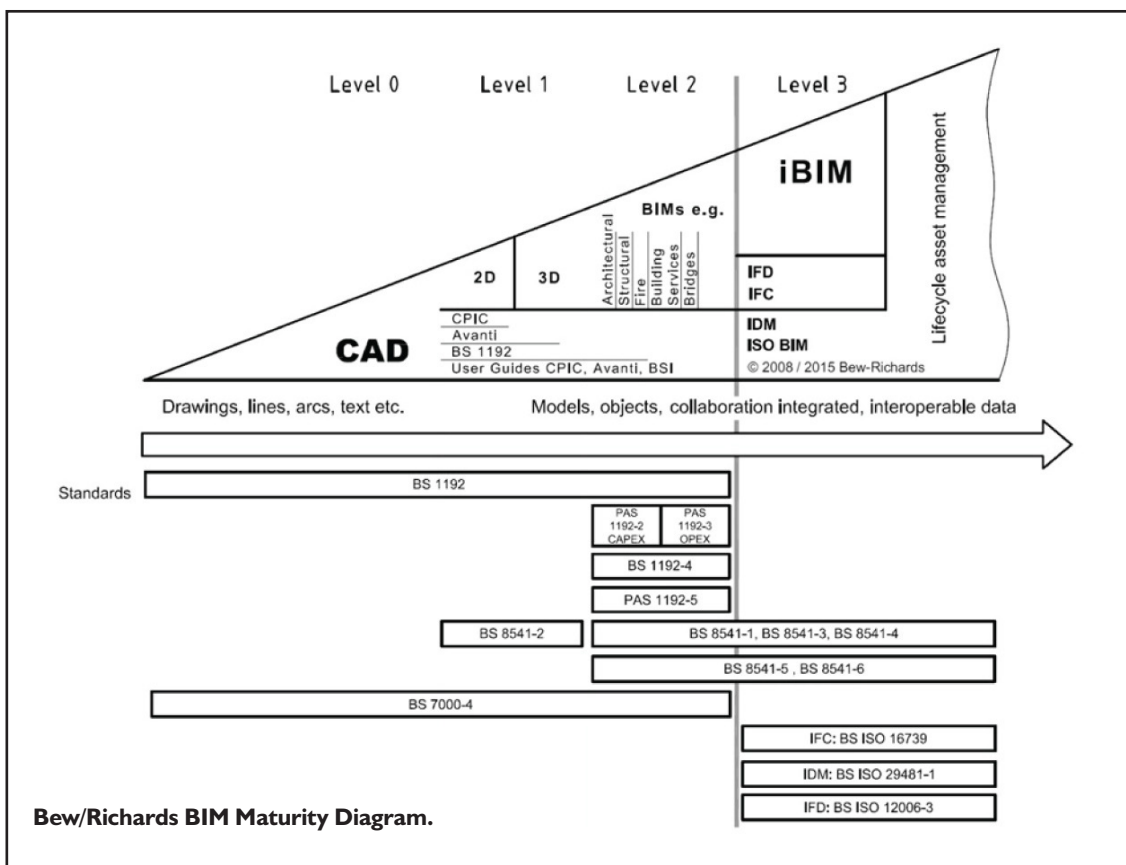 Level 0
Level 1
Level 2
Level 3
iBIM
Lifecycle asset management
BIMs e.g.
Architectural
Structural
Fire
Building
Services
Bridges
2D
3D
IFD
IFC
CPIC
Avanti
BS 1192
User Guides CPIC, Avanti, BSI
CAD
IDM
ISO BIM
© 2008 / 2015 Bew-Richards
Drawings, lines, arcs, text etc.
Models, objects, collaboration integrated, interoperable data
Standards
BS 1192
PAS
1192-2
CAPEX
PAS
1192-3
OPEX
BS 1192-4
PAS 1192-5
BS 8541-2
BS 8541-1, BS 8541-3, BS 8541-4
BS 8541-5 , BS 8541-6
BS 7000-4
IFC: BS ISO 16739
IDM: BS ISO 29481-1
IFD: BS ISO 12006-3
Bew/Richards BIM Maturity Diagram.